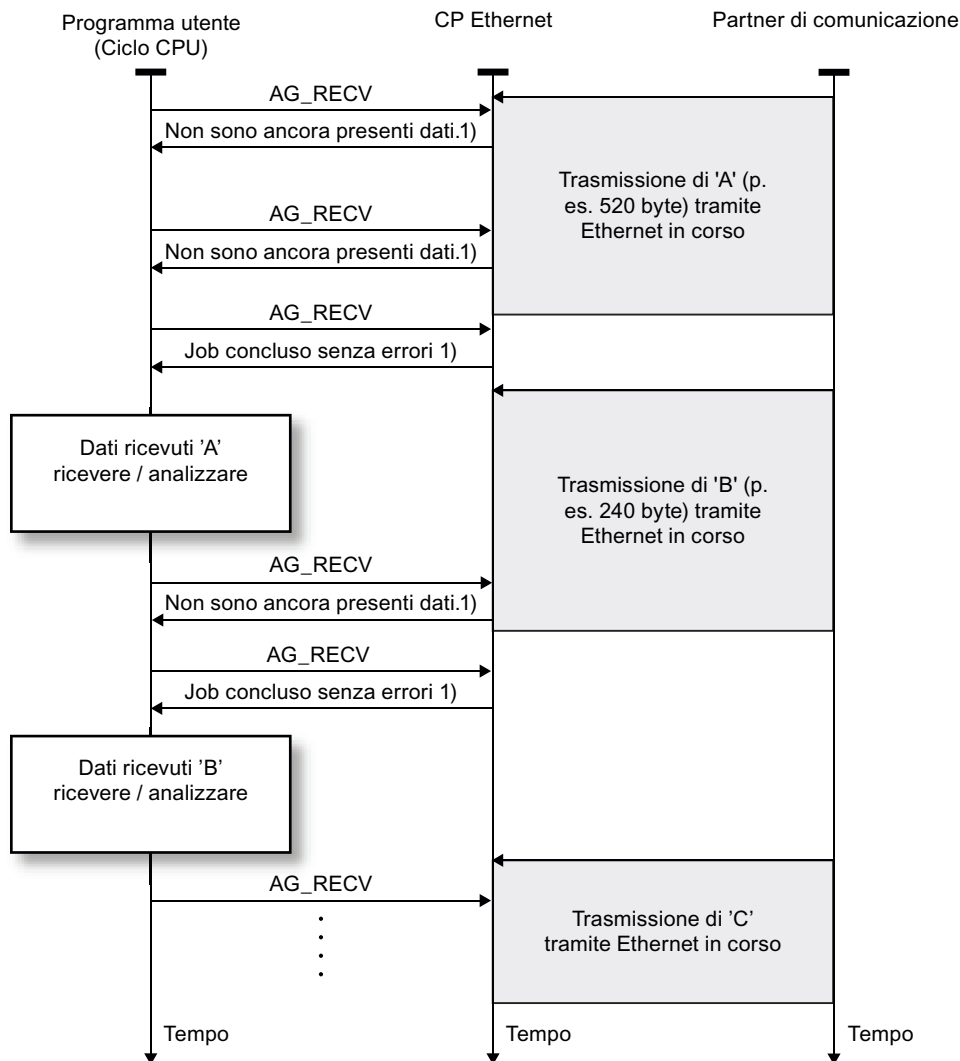 Programma utente
(Ciclo CPU)
CP Ethernet
Partner di comunicazione
AG_RECV
Non sono ancora presenti dati.1)
Trasmissione di 'A' (p.
es. 520 byte) tramite
Ethernet in corso
AG_RECV
Non sono ancora presenti dati.1)
AG_RECV
Job concluso senza errori 1)
Dati ricevuti ’A’
ricevere / analizzare
Trasmissione di 'B' (p.
es. 240 byte) tramite
Ethernet in corso
AG_RECV
Non sono ancora presenti dati.1)
AG_RECV
Job concluso senza errori 1)
Dati ricevuti ’B’
ricevere / analizzare
AG_RECV
Trasmissione di ’C’
tramite Ethernet in corso
Tempo
Tempo
Tempo